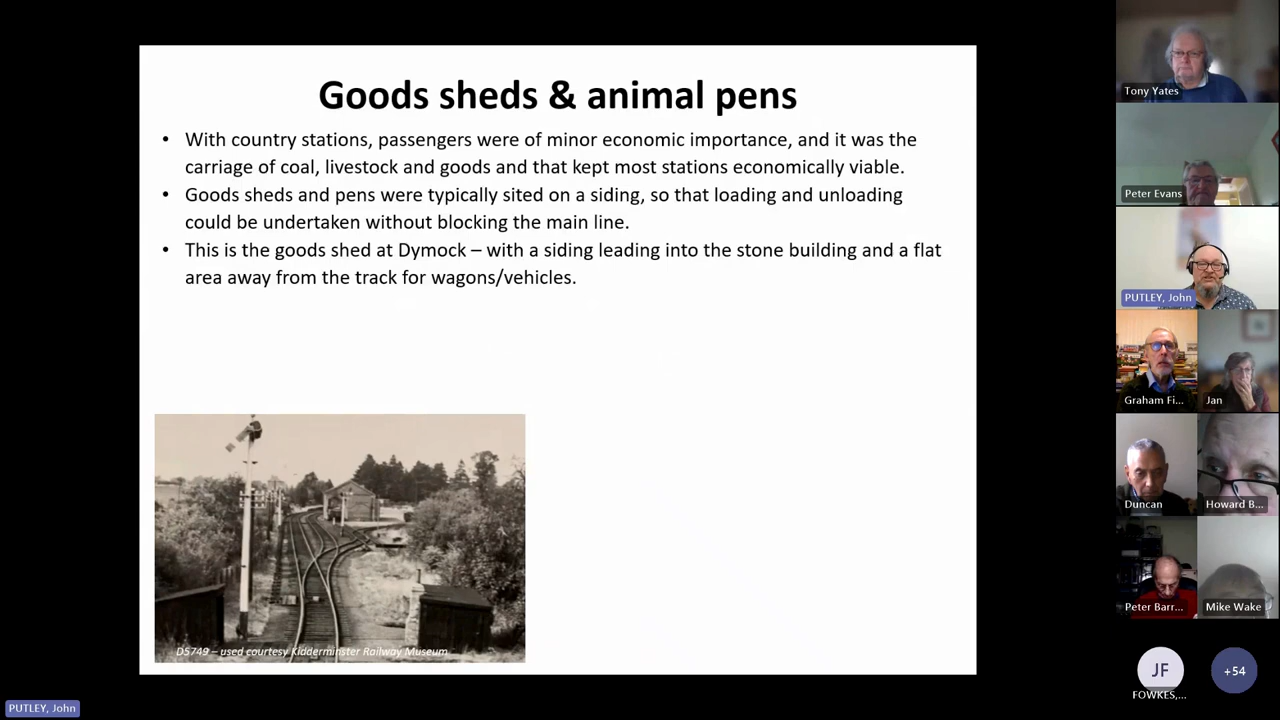 Goods sheds & animal pens
• With country stations, passengers were of minor economic importance, and it was the
carriage of coal, livestock and goods and that kept most stations economically viable.
• Goods sheds and pens were typically sited on a siding, so that loading and unloading
could be undertaken without blocking the main line.
• This is the goods shed at Dymock – with a siding leading into the stone building and a flat
area away from the track for wagons/vehicles.
D5749 – used courtesy Kidderminster Railway Museum
Tony Yates
Peter Evans
PUTLEY, John
Graham Fi...
Jan
Duncan
Howard B...
Peter Barr...
Mike Wake
JF
+54
FOWKES,...
PUTLEY, John